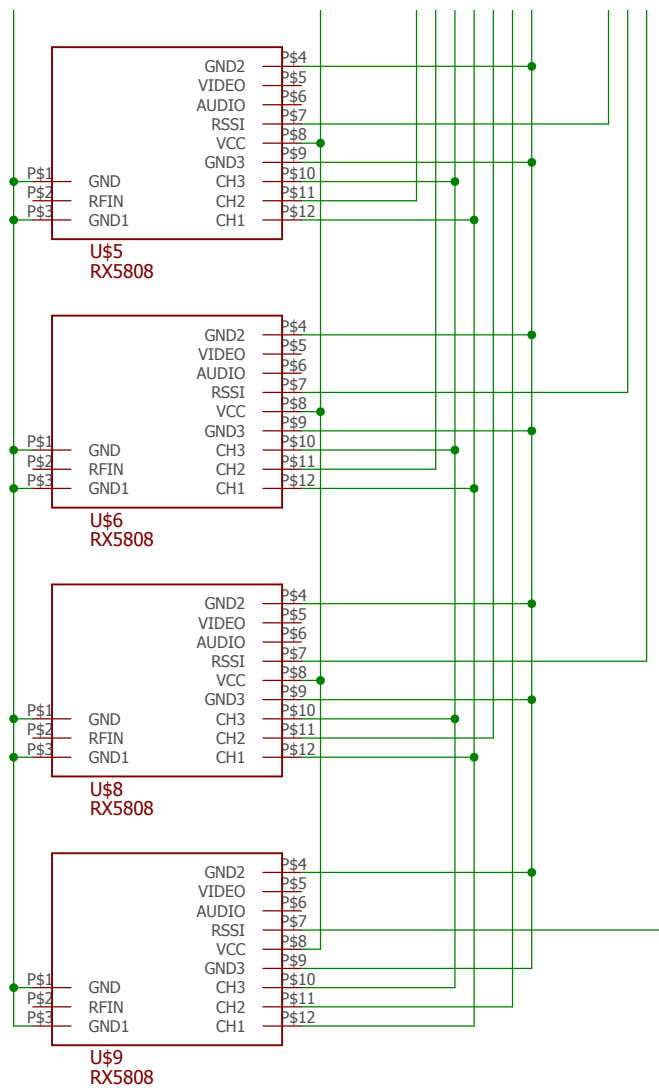 P$4
GND2
P$5
VIDEO
P$6
AUDIO
P$7
RSSI
P$8
VCC
P$9
GND3
P$1 GND P$10 CH3
P$2 RFIN P$11 CH2
P$3 GND1 P$12 CH1
U$5
RX5808
P$4
GND2
P$5
VIDEO
P$6
AUDIO
P$7
RSSI
P$8
VCC
P$9
GND3
P$1 GND P$10 CH3
P$2 RFIN P$11 CH2
P$3 GND1 P$12 CH1
U$6
RX5808
P$4
GND2
P$5
VIDEO
P$6
AUDIO
P$7
RSSI
P$8
VCC
P$9
GND3
P$1 GND P$10 CH3
P$2 RFIN P$11 CH2
P$3 GND1 P$12 CH1
U$8
RX5808
P$4
GND2
P$5
VIDEO
P$6
AUDIO
P$7
RSSI
P$8
VCC
P$9
GND3
P$1 GND P$10 CH3
P$2 RFIN P$11 CH2
P$3 GND1 P$12 CH1
U$9
RX5808